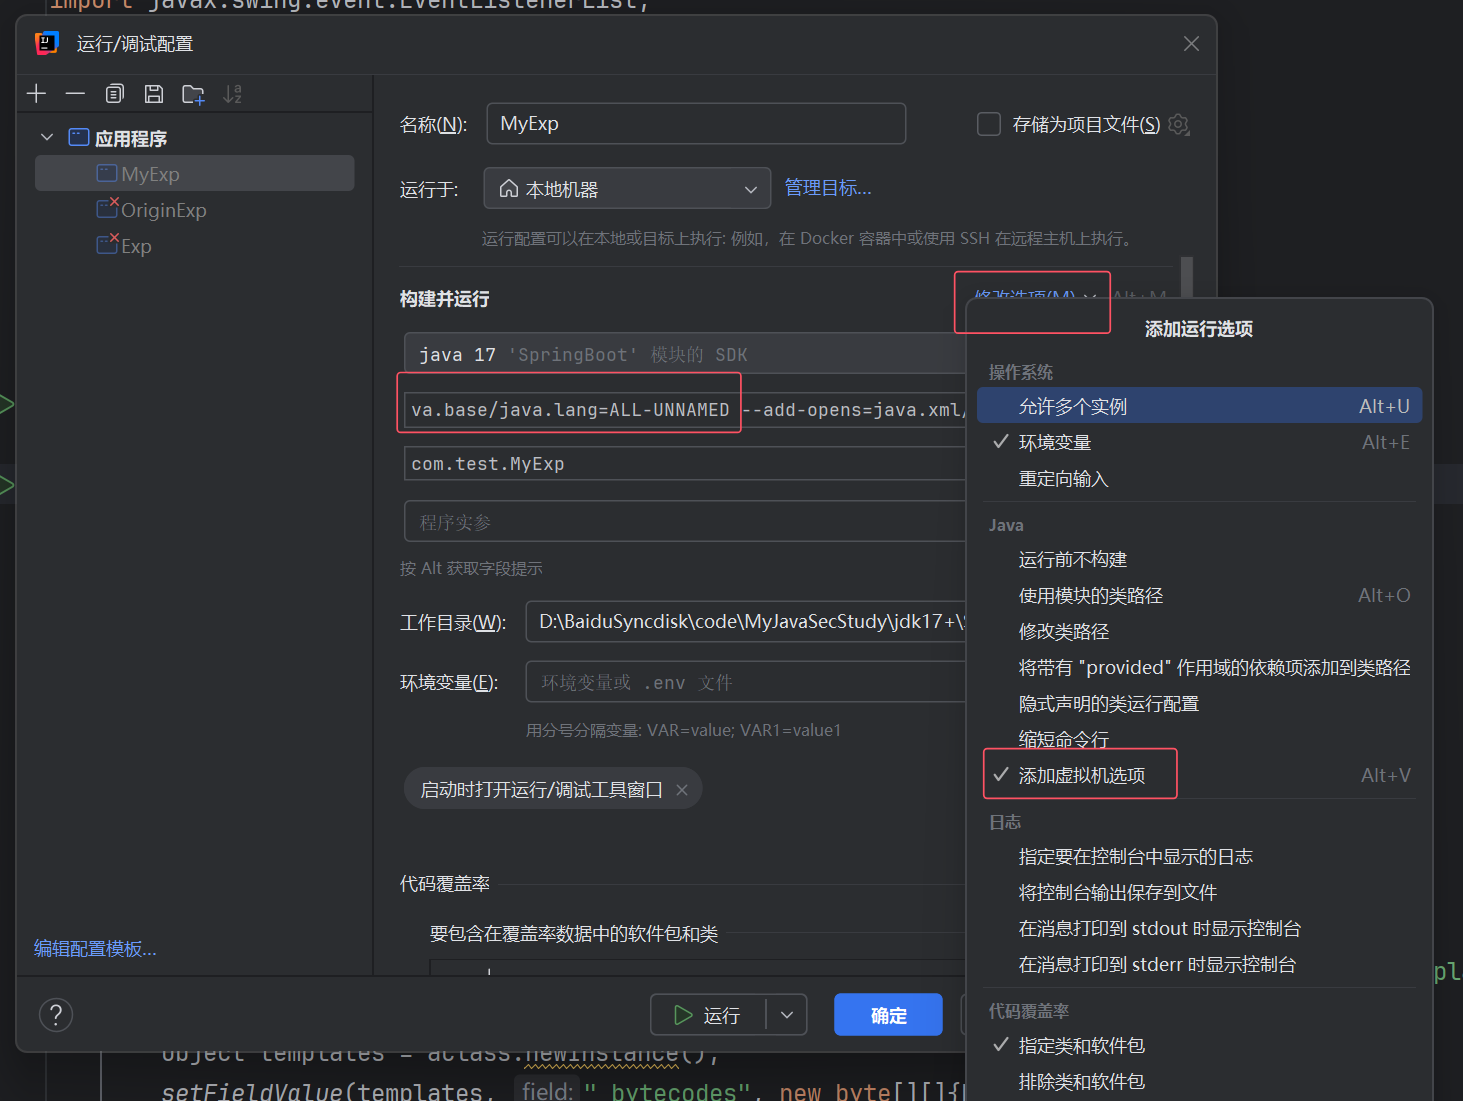 import javax.swing.event.EventListenerList;
运行/调试配置
应用程序
MyExp
OriginExp
Exp
编辑配置模板...
名称(N):
MyExp
存储为项目文件(S)
运行于:
本地机器
管理目标...
运行配置可以在本地或目标上执行: 例如，在 Docker 容器中或使用 SSH 在远程主机上执行。
构建并运行
修改选项(M)
Alt+M
java 17 'SpringBoot' 模块的 SDK
va.base/java.lang=ALL-UNNAMED --add-opens=java.xml/
com.test.MyExp
程序实参
按 Alt 获取字段提示
工作目录(W):
D:\BaiduSyncdisk\code\MyJavaSecStudy\jdk17+\
环境变量(E):
环境变量或 .env 文件
用分号分隔变量: VAR=value; VAR1=value1
启动时打开运行/调试工具窗口
代码覆盖率
要包含在覆盖率数据中的软件包和类
?
运行
确定
添加运行选项
操作系统
允许多个实例 Alt+U
环境变量 Alt+E
重定向输入
Java
运行前不构建
使用模块的类路径 Alt+O
修改类路径
将带有 "provided" 作用域的依赖项添加到类路径
隐式声明的类运行配置
缩短命令行
添加虚拟机选项 Alt+V
日志
指定要在控制台中显示的日志
将控制台输出保存到文件
在消息打印到 stdout 时显示控制台
在消息打印到 stderr 时显示控制台
代码覆盖率
指定类和软件包
排除类和软件包
pla
Object templates = aclass.newInstance();
setFieldValue(templates, field: "_bytecodes", new byte[][]{